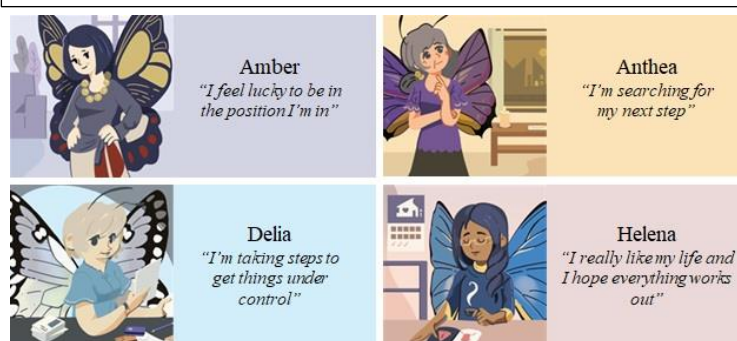 Amber
“I feel lucky to be in
the position I’m in”
Anthea
“I’m searching for
my next step”
Delia
“I’m taking steps to
get things under
control”
Helena
“I really like my life and
I hope everything works
out”